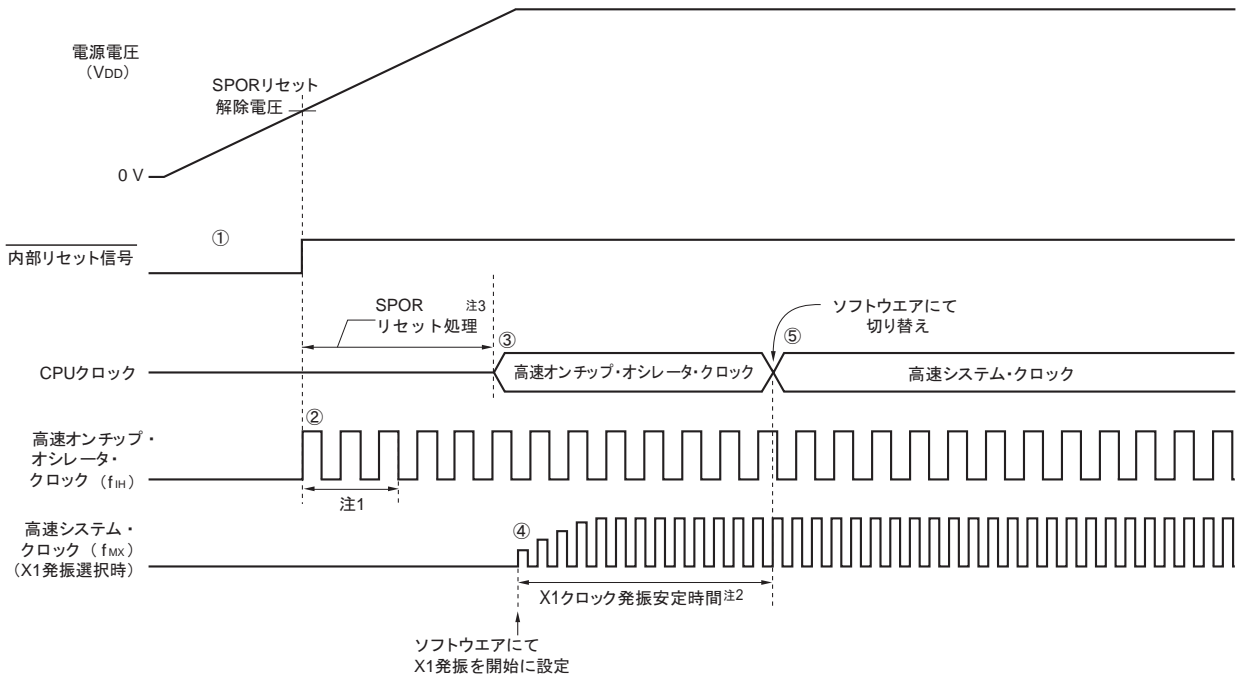 電源電圧
(VDD)
SPORリセット
解除電圧
0 V
①
内部リセット信号
SPOR 注3
リセット処理
③
ソフトウエアにて
切り替え
⑤
CPUクロック
高速オンチップ・オシレータ・クロック
高速システム・クロック
②
高速オンチップ・
オシレータ・
クロック (fIH)
注1
高速システム・
クロック (fMX)
(X1発振選択時)
④
X1クロック発振安定時間注2
ソフトウエアにて
X1発振を開始に設定